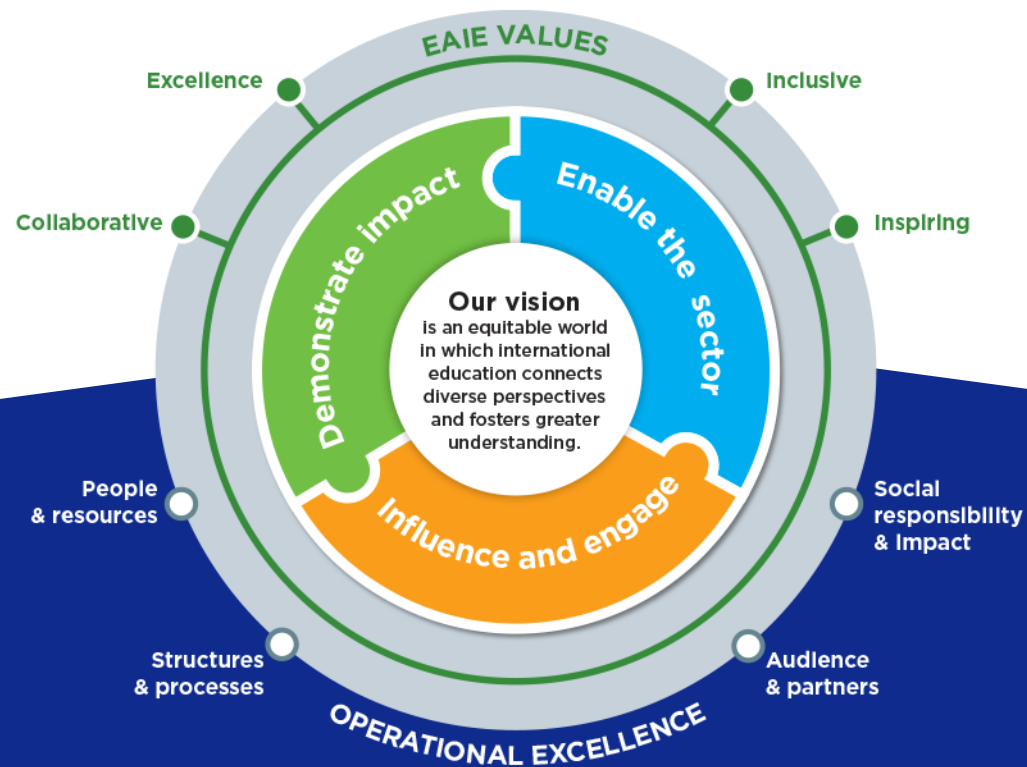 EAIE VALUES
Excellence
Inclusive
Collaborative
Inspiring
Demonstrate impact
Enable the sector
Influence and engage
Our vision
is an equitable world
in which international
education connects
diverse perspectives
and fosters greater
understanding.
People
& resources
Social
responsibility
& impact
Structures
& processes
Audience
& partners
OPERATIONAL EXCELLENCE